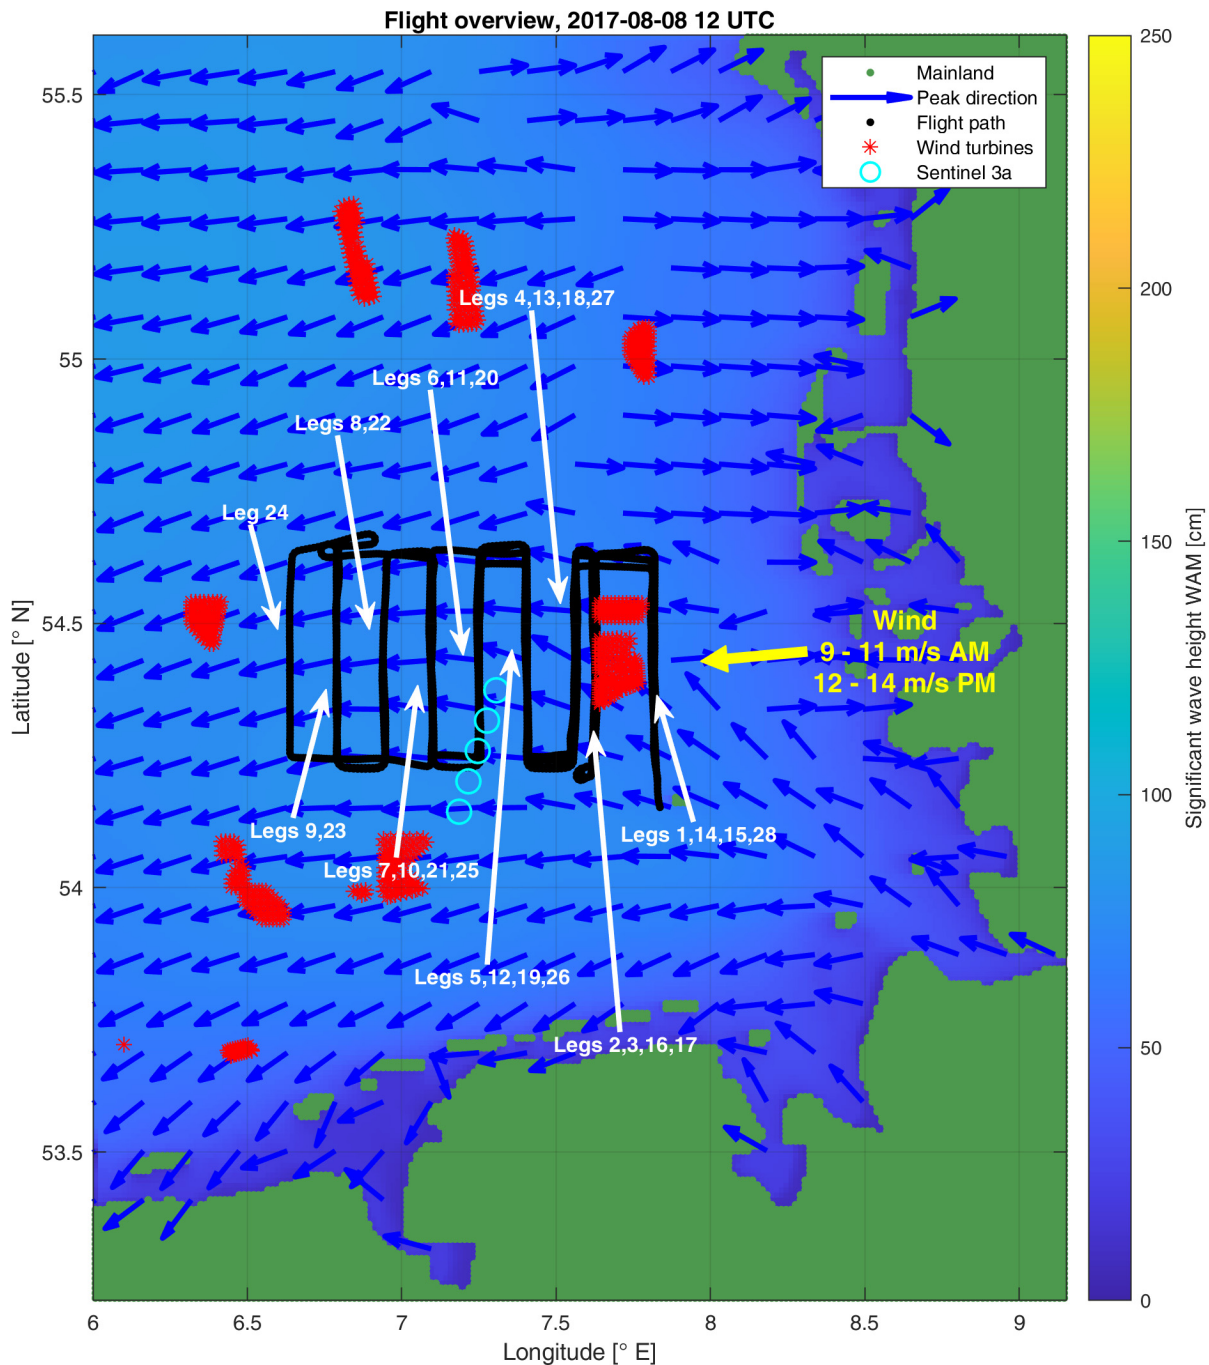 Flight overview, 2017-08-08 12 UTC
Mainland
Peak direction
Flight path
Wind turbines
Sentinel 3a
Legs 4,13,18,27
Legs 6,11,20
Legs 8,22
Leg 24
Wind
9 - 11 m/s AM
12 - 14 m/s PM
Legs 9,23
Legs 1,14,15,28
Legs 7,10,21,25
Legs 5,12,19,26
Legs 2,3,16,17
55.5
55
54.5
54
53.5
Latitude [° N]
6
6.5
7
7.5
8
8.5
9
Longitude [° E]
250
200
150
100
50
0
Significant wave height WAM [cm]